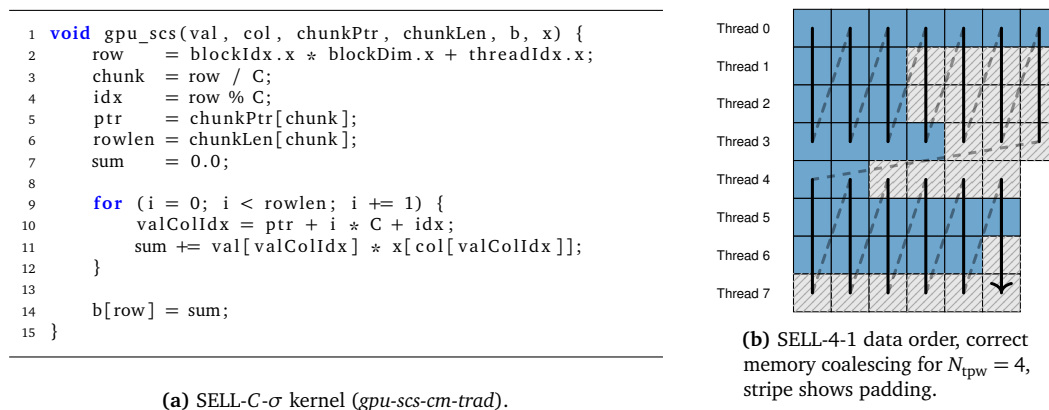 1 void gpu_scs(val, col, chunkPtr, chunkLen, b, x) {
2     row    = blockIdx.x * blockDim.x + threadIdx.x;
3     chunk  = row / C;
4     idx    = row % C;
5     ptr    = chunkPtr[chunk];
6     rowlen = chunkLen[chunk];
7     sum    = 0.0;
8
9     for (i = 0; i < rowlen; i += 1) {
10         valColIdx = ptr + i * C + idx;
11         sum += val[valColIdx] * x[col[valColIdx]];
12     }
13
14     b[row] = sum;
15 }
(a) SELL-C-σ kernel (gpu-scs-cm-trad).
Thread 0
Thread 1
Thread 2
Thread 3
Thread 4
Thread 5
Thread 6
Thread 7
(b) SELL-4-1 data order, correct
memory coalescing for N_tpw = 4,
stripe shows padding.